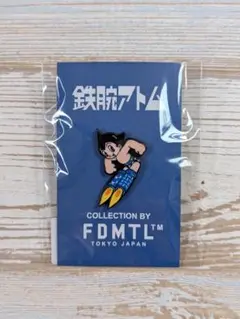 鉄腕アトム
COLLECTION BY
FDMTL™
TOKYO JAPAN